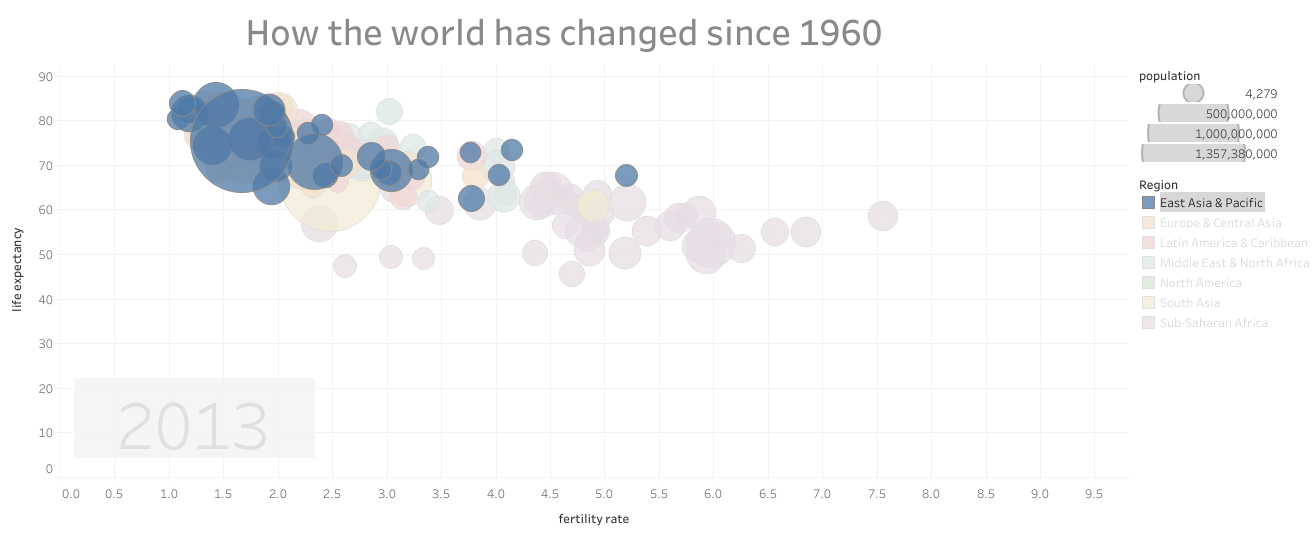 How the world has changed since 1960
90
80
70
60
50
40
30
20
10
0
life expectancy
2013
0.0 0.5 1.0 1.5 2.0 2.5 3.0 3.5 4.0 4.5 5.0 5.5 6.0 6.5 7.0 7.5 8.0 8.5 9.0 9.5
fertility rate
population
4,279
500,000,000
1,000,000,000
1,357,380,000
Region
East Asia & Pacific
Europe & Central Asia
Latin America & Caribbean
Middle East & North Africa
North America
South Asia
Sub-Saharan Africa